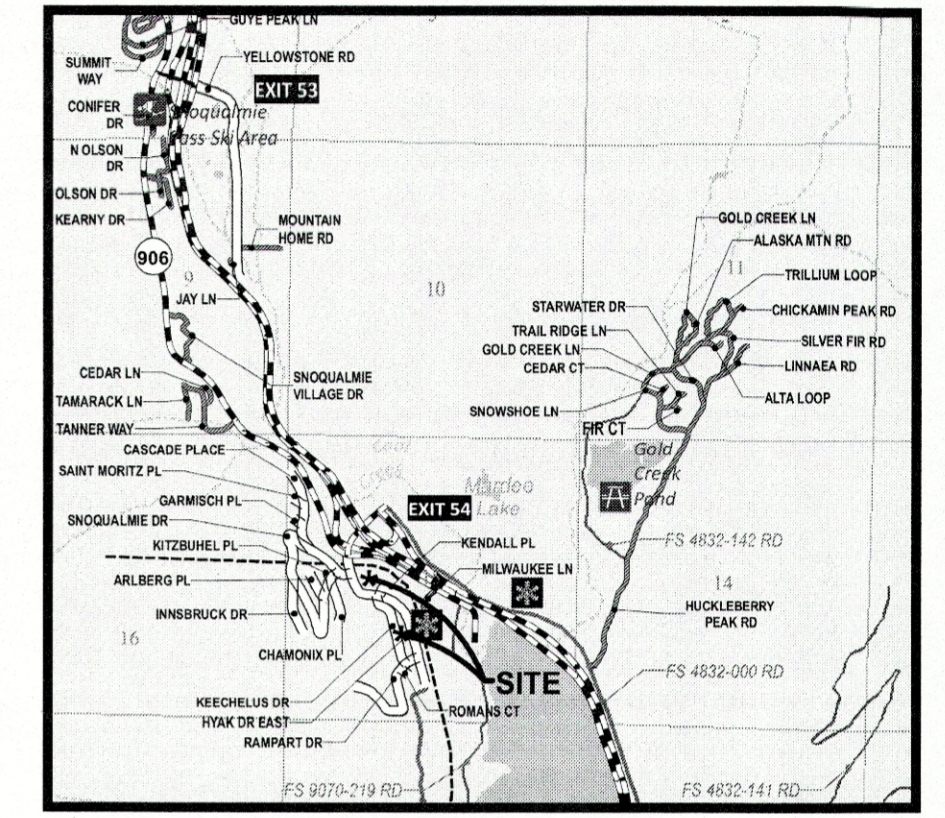 GUYE PEAK LN
SUMMIT
WAY
YELLOWSTONE RD
EXIT 53
CONIFER
DR
Snoqualmie
Pass Ski Area
N OLSON
DR
OLSON DR
KEARNY DR
MOUNTAIN
HOME RD
906
9
10
11
JAY LN
GOLD CREEK LN
ALASKA MTN RD
TRILLIUM LOOP
STARWATER DR
CHICKAMIN PEAK RD
TRAIL RIDGE LN
SILVER FIR RD
GOLD CREEK LN
CEDAR CT
LINNAEA RD
CEDAR LN
SNOQUALMIE
VILLAGE DR
TAMARACK LN
ALTA LOOP
SNOWSHOE LN
TANNER WAY
FIR CT
CASCADE PLACE
Coal
Creek
Gold
Creek
Pond
SAINT MORITZ PL
Mardee
Lake
GARMISCH PL
EXIT 54
SNOQUALMIE DR
KITZBUHEL PL
KENDALL PL
FS 4832-142 RD
MILWAUKEE LN
ARLBERG PL
14
INNSBRUCK DR
HUCKLEBERRY
PEAK RD
16
CHAMONIX PL
FS 4832-000 RD
SITE
KEECHELUS DR
ROMANS CT
HYAK DR EAST
RAMPART DR
FS 9070-219 RD
FS 4832-141 RD